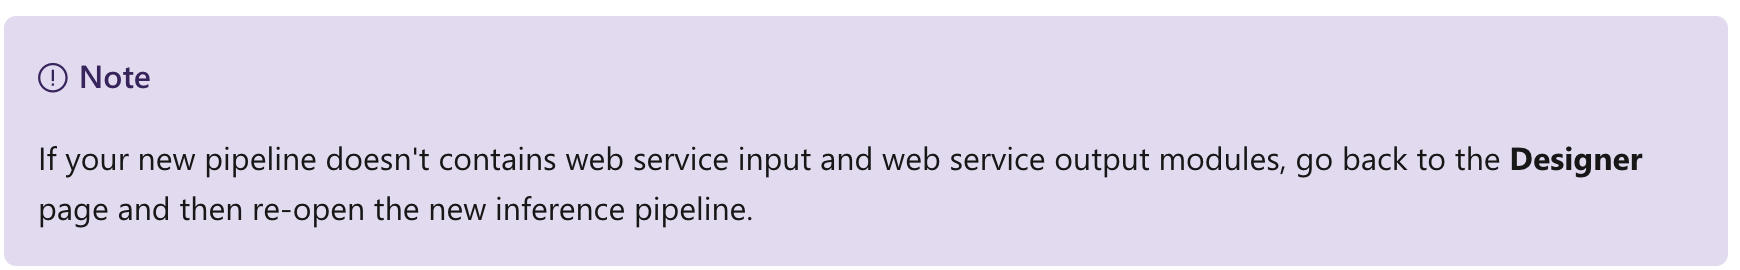 Note
If your new pipeline doesn't contains web service input and web service output modules, go back to the Designer
page and then re-open the new inference pipeline.